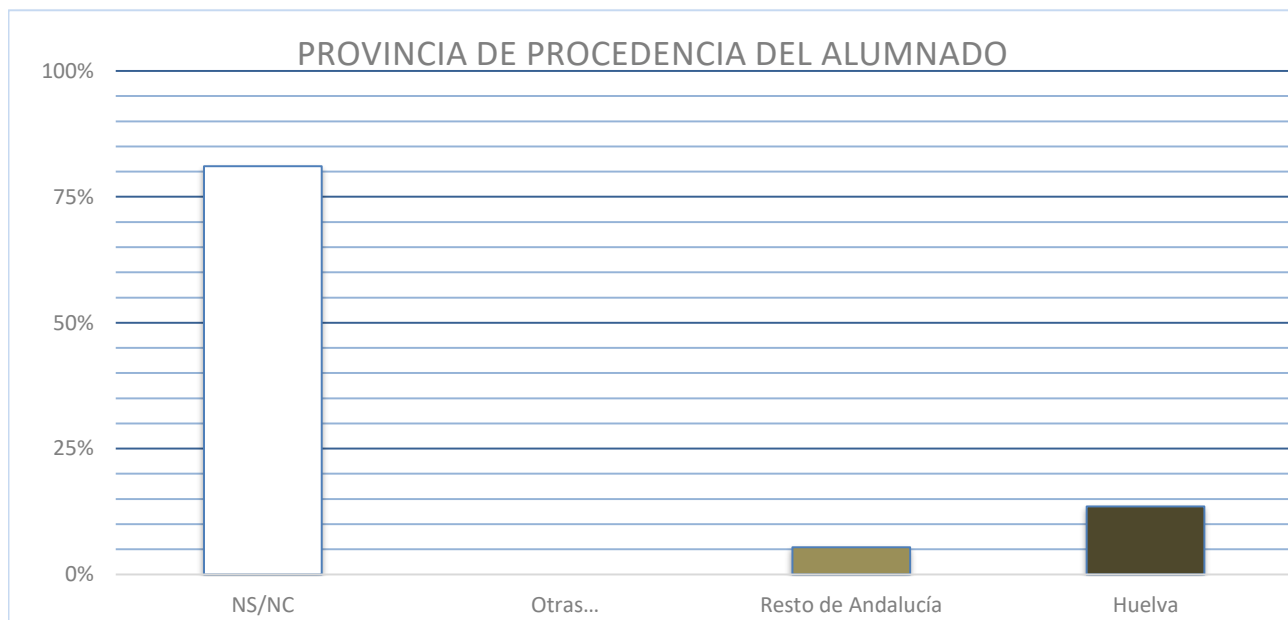 PROVINCIA DE PROCEDENCIA DEL ALUMNADO
100%
75%
50%
25%
0%
NS/NC
Otras...
Resto de Andalucía
Huelva